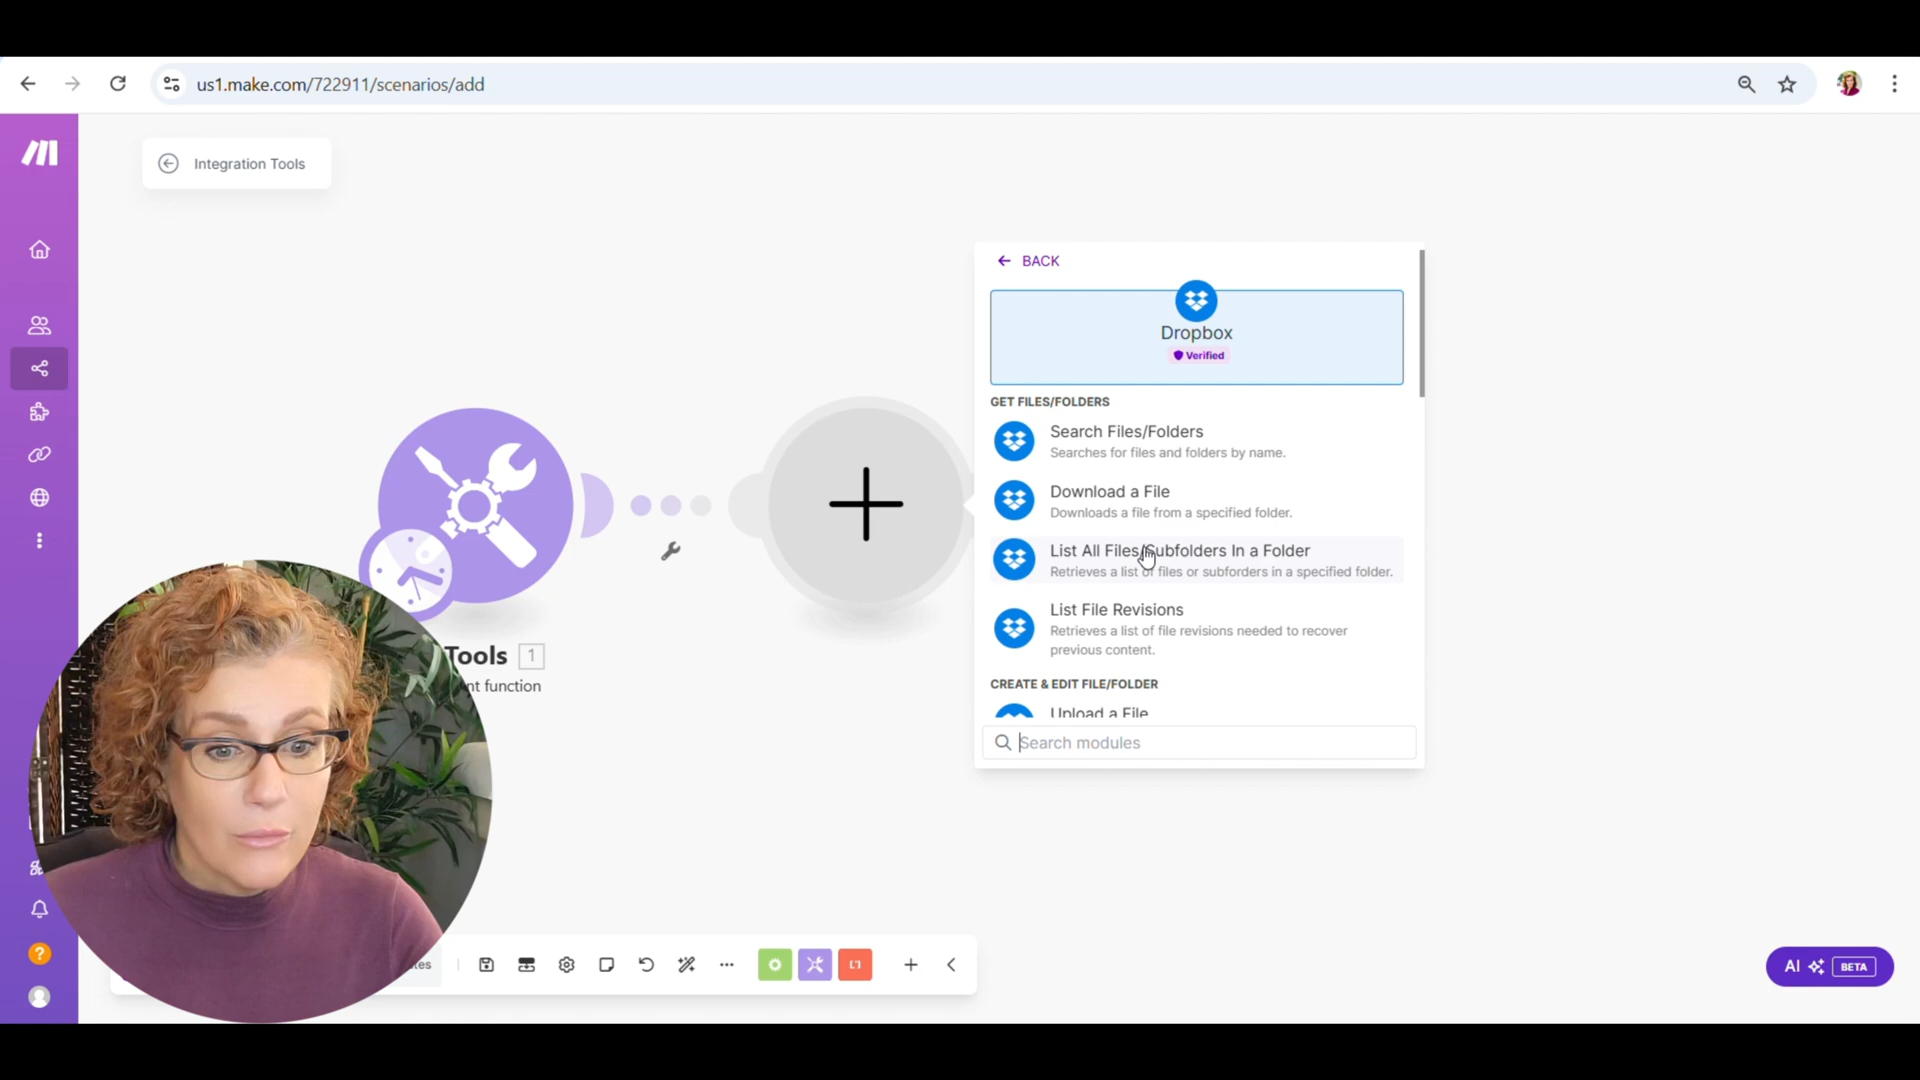 us1.make.com/722911/scenarios/add
Integration Tools
BACK
Dropbox
Verified
GET FILES/FOLDERS
Search Files/Folders
Searches for files and folders by name.
Download a File
Downloads a file from a specified folder.
List All Files/Subfolders In a Folder
Retrieves a list of files or subforders in a specified folder.
List File Revisions
Retrieves a list of file revisions needed to recover
previous content.
CREATE & EDIT FILE/FOLDER
Upload a File
Search modules
Tools 1
function
AI BETA